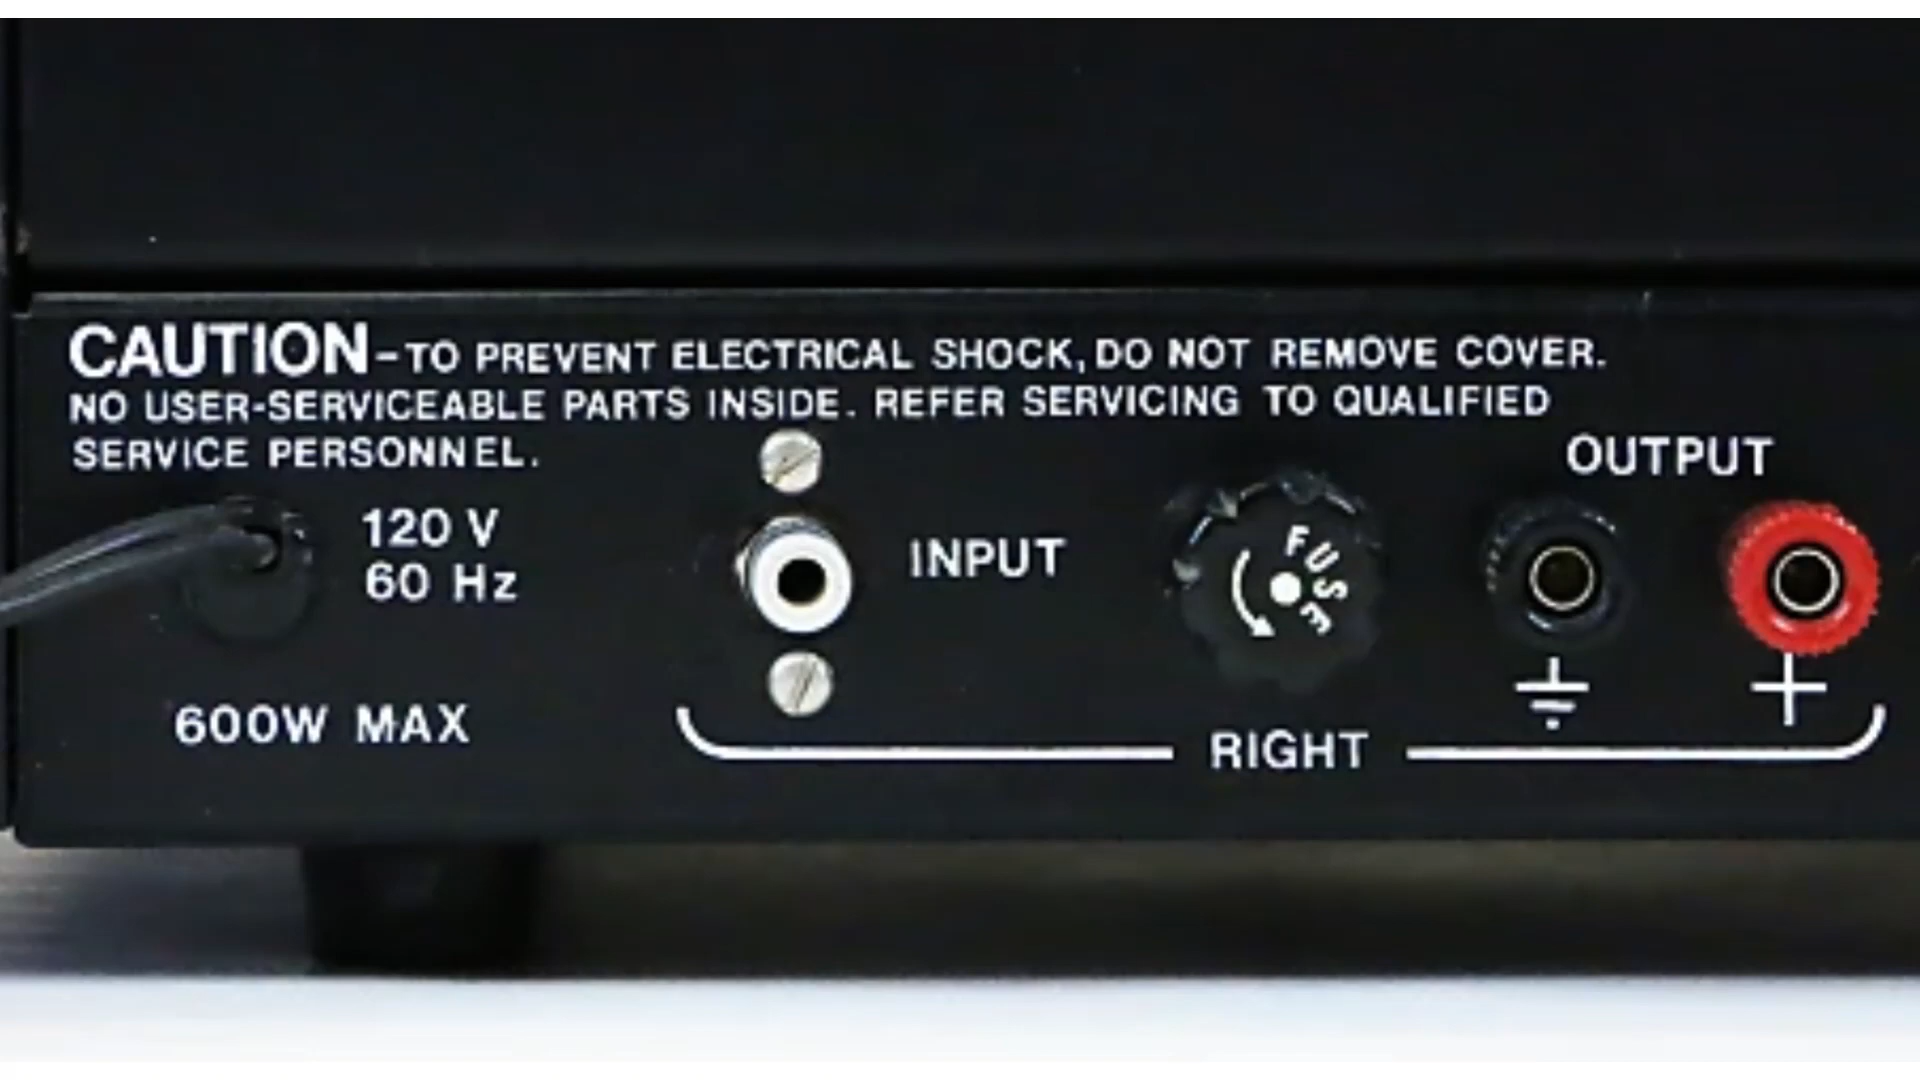 CAUTION-TO PREVENT ELECTRICAL SHOCK, DO NOT REMOVE COVER.
NO USER-SERVICEABLE PARTS INSIDE. REFER SERVICING TO QUALIFIED
SERVICE PERSONNEL.
OUTPUT
120 V
60 Hz
INPUT
FUSE
600W MAX
+
RIGHT